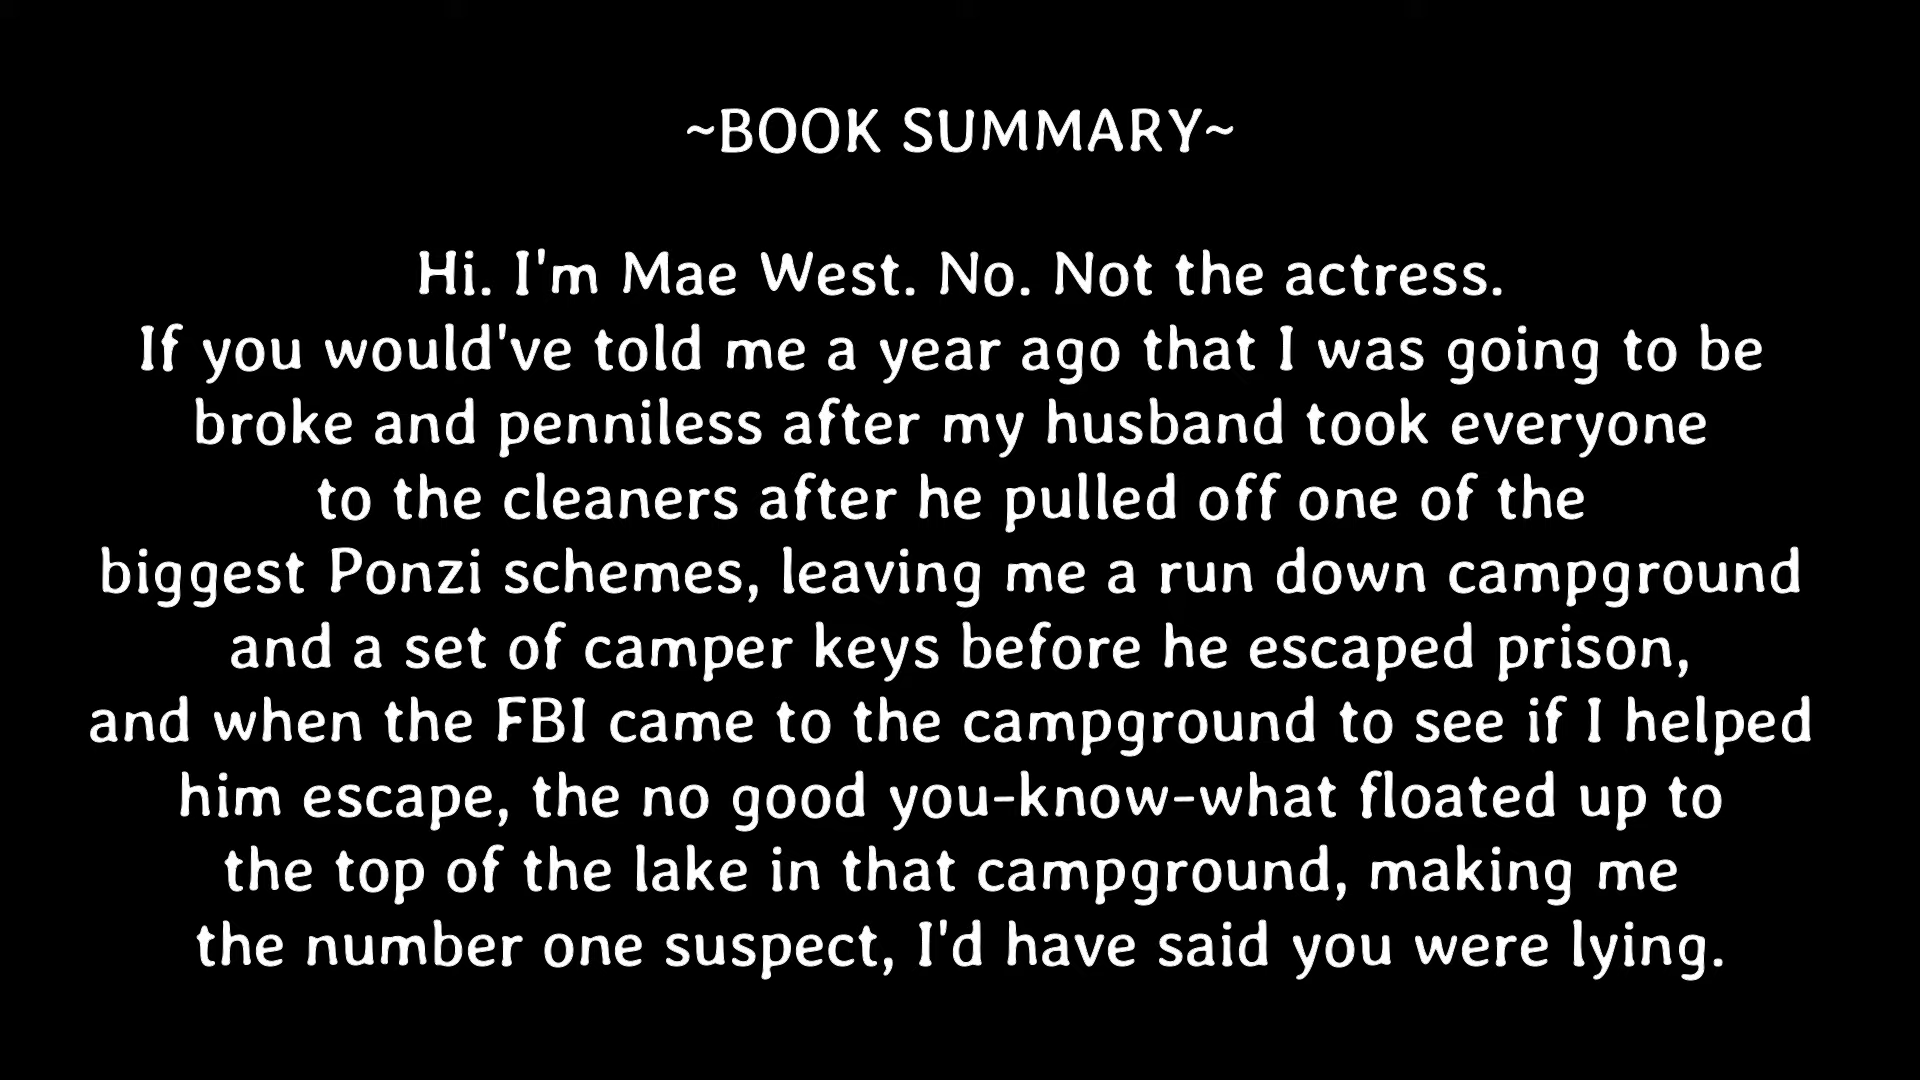 ~BOOK SUMMARY~
Hi. I'm Mae West. No. Not the actress.
If you would've told me a year ago that I was going to be
broke and penniless after my husband took everyone
to the cleaners after he pulled off one of the
biggest Ponzi schemes, leaving me a run down campground
and a set of camper keys before he escaped prison,
and when the FBI came to the campground to see if I helped
him escape, the no good you-know-what floated up to
the top of the lake in that campground, making me
the number one suspect, I'd have said you were lying.